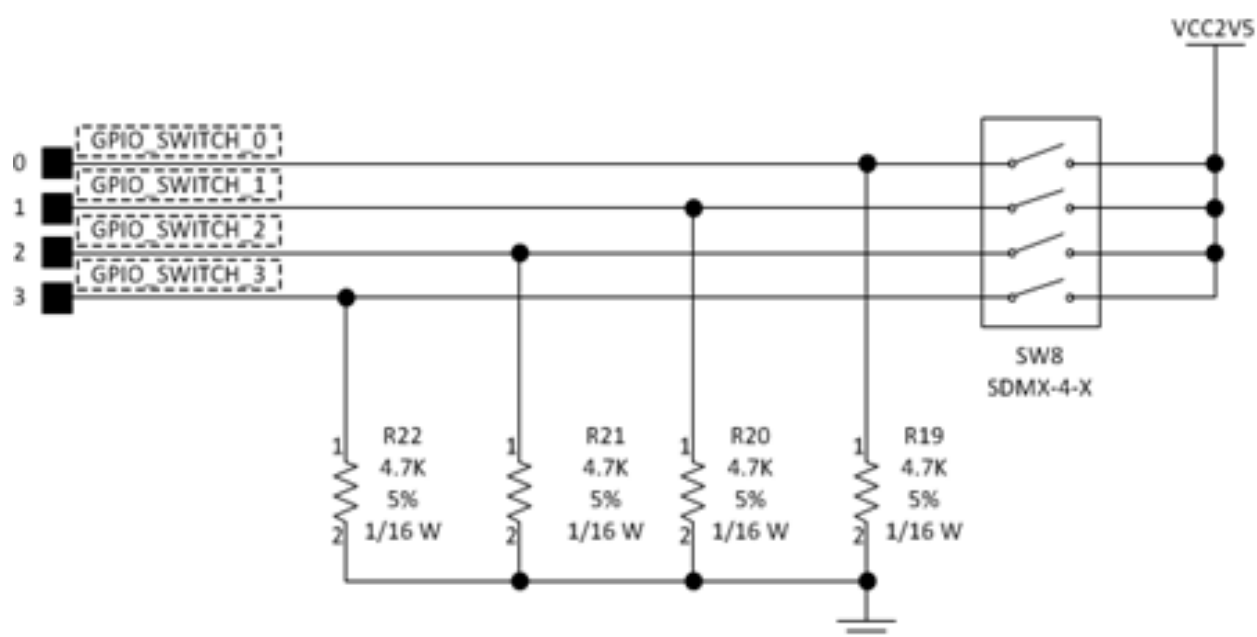 VCC2V5
0 GPIO_SWITCH_0
1 GPIO_SWITCH_1
2 GPIO_SWITCH_2
3 GPIO_SWITCH_3
SW8
SDMX-4-X
1 R22
4.7K
5%
2 1/16 W
1 R21
4.7K
5%
2 1/16 W
1 R20
4.7K
5%
2 1/16 W
1 R19
4.7K
5%
2 1/16 W